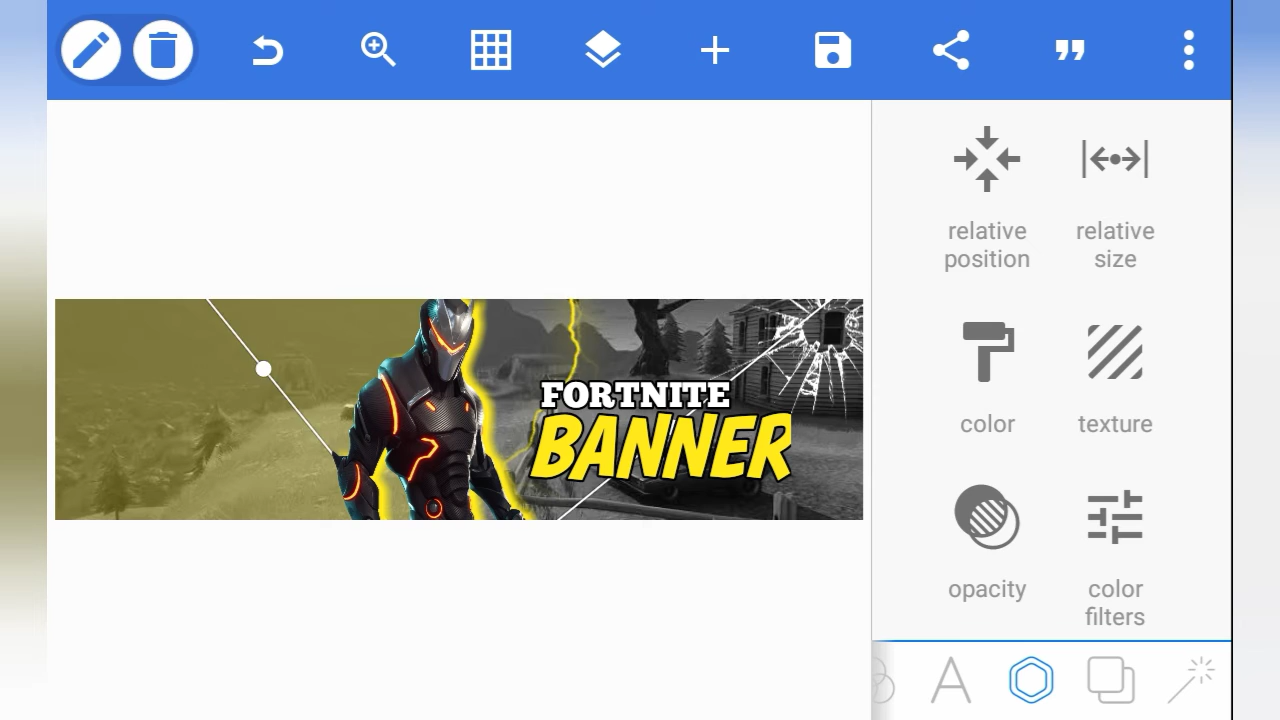 FORTNITE
BANNER
relative position
relative size
color
texture
opacity
color filters